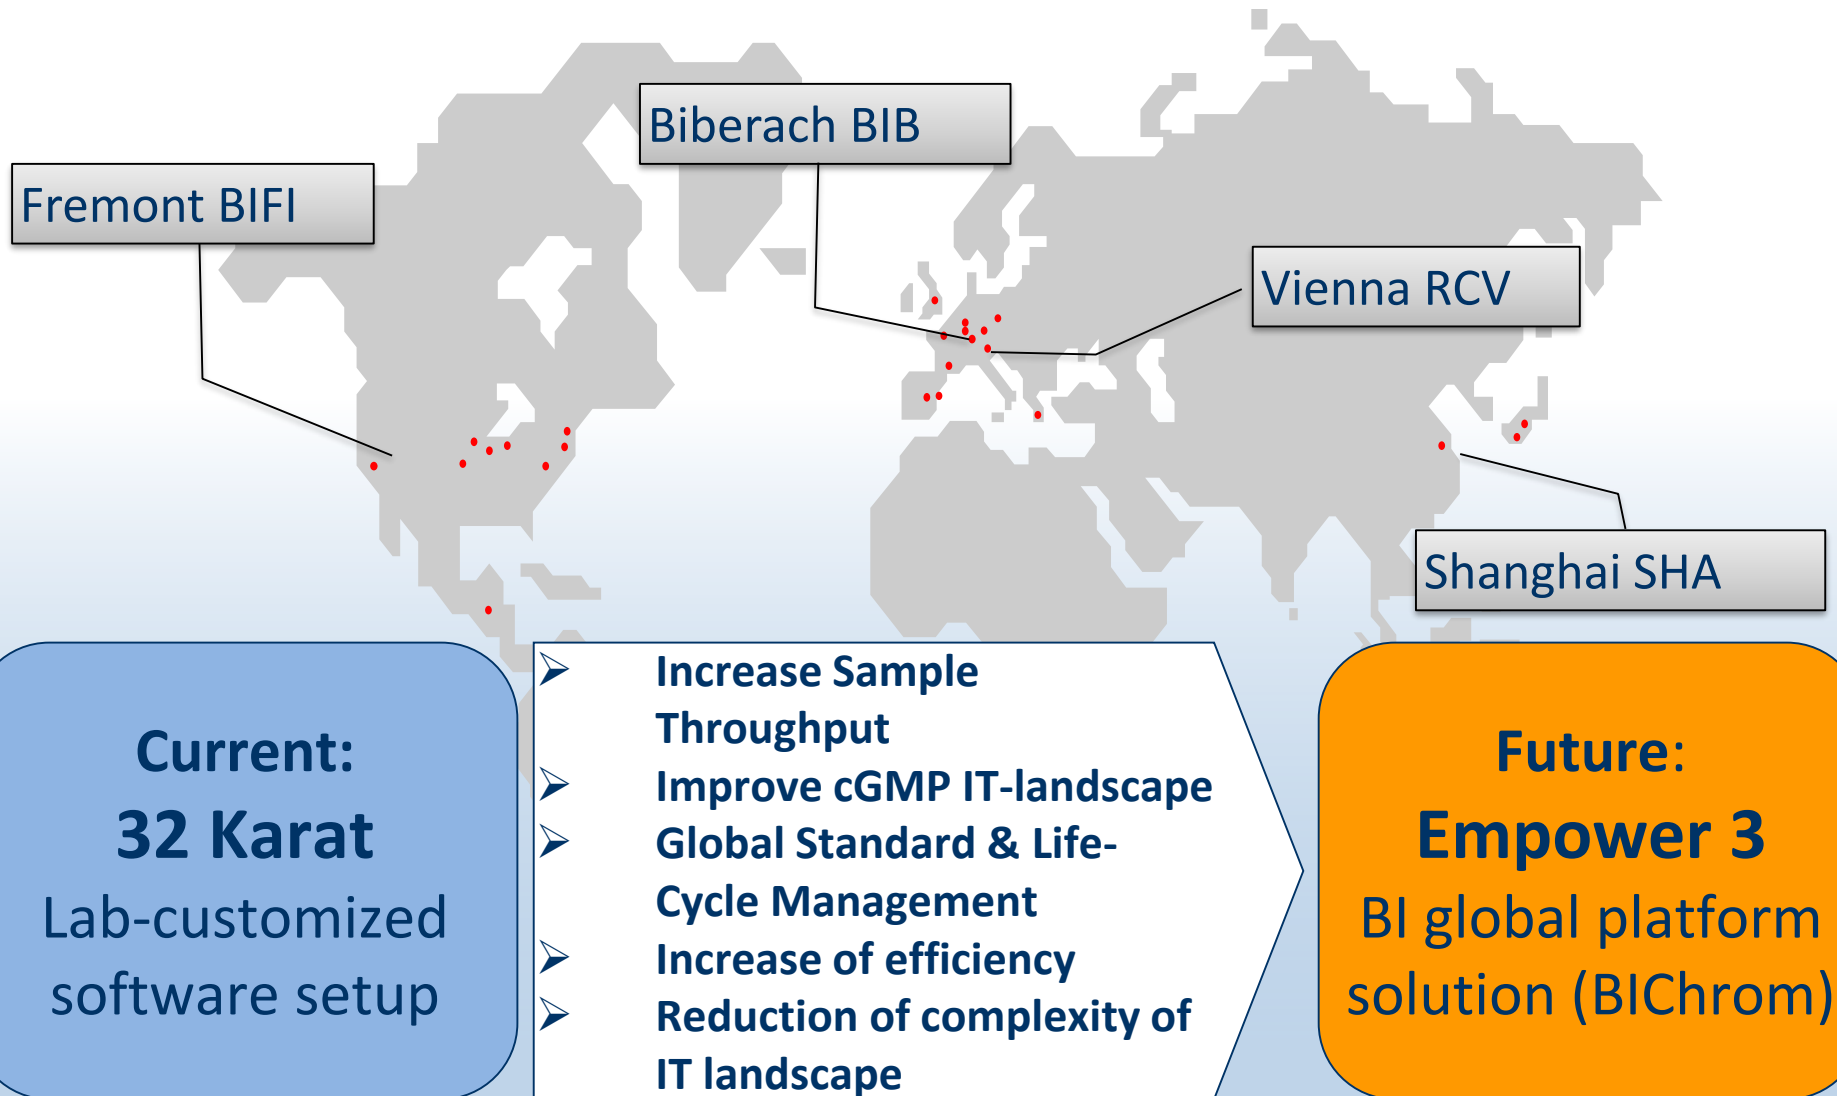 Biberach BIB
Fremont BIFI
Vienna RCV
Shanghai SHA
Current:
32 Karat
Lab-customized
software setup
➢ Increase Sample
Throughput
➢ Improve cGMP IT-landscape
➢ Global Standard & Life-
Cycle Management
➢ Increase of efficiency
➢ Reduction of complexity of
IT landscape
Future:
Empower 3
BI global platform
solution (BIChrom)